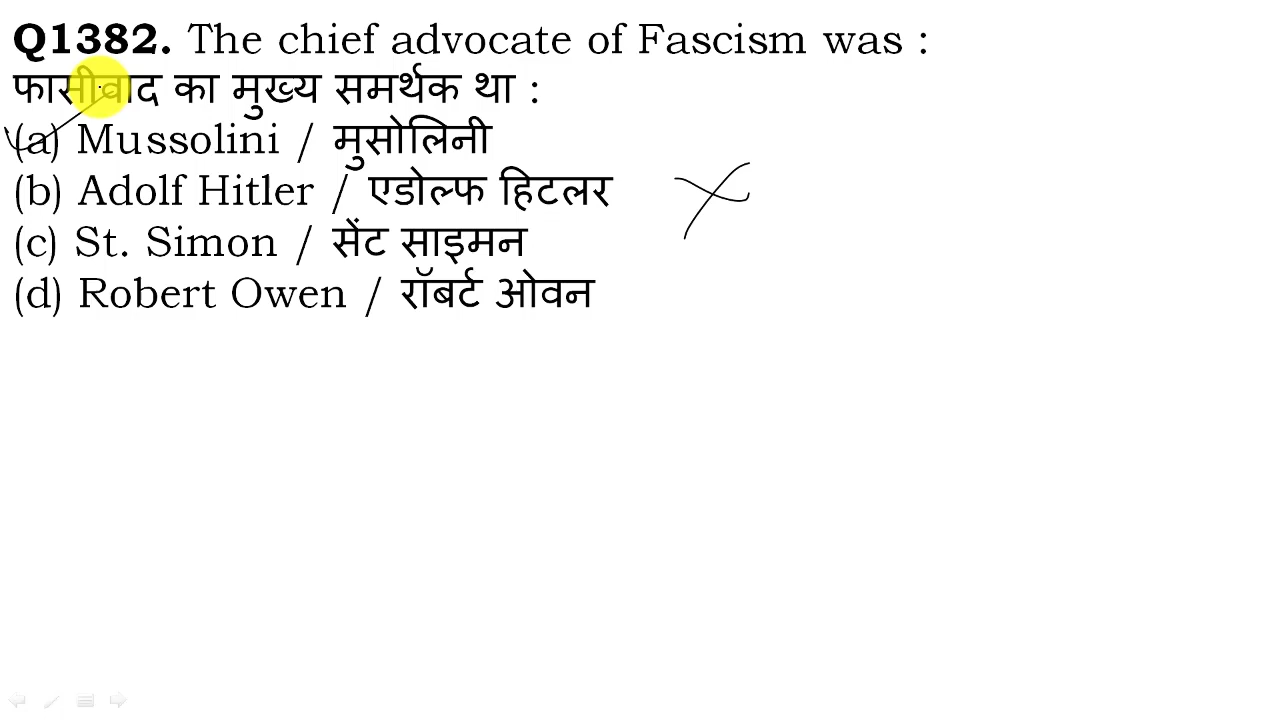 Q1382. The chief advocate of Fascism was :
फासीवाद का मुख्य समर्थक था :
(a) Mussolini / मुसोलिनी
(b) Adolf Hitler / एडोल्फ हिटलर
(c) St. Simon / सेंट साइमन
(d) Robert Owen / रॉबर्ट ओवन